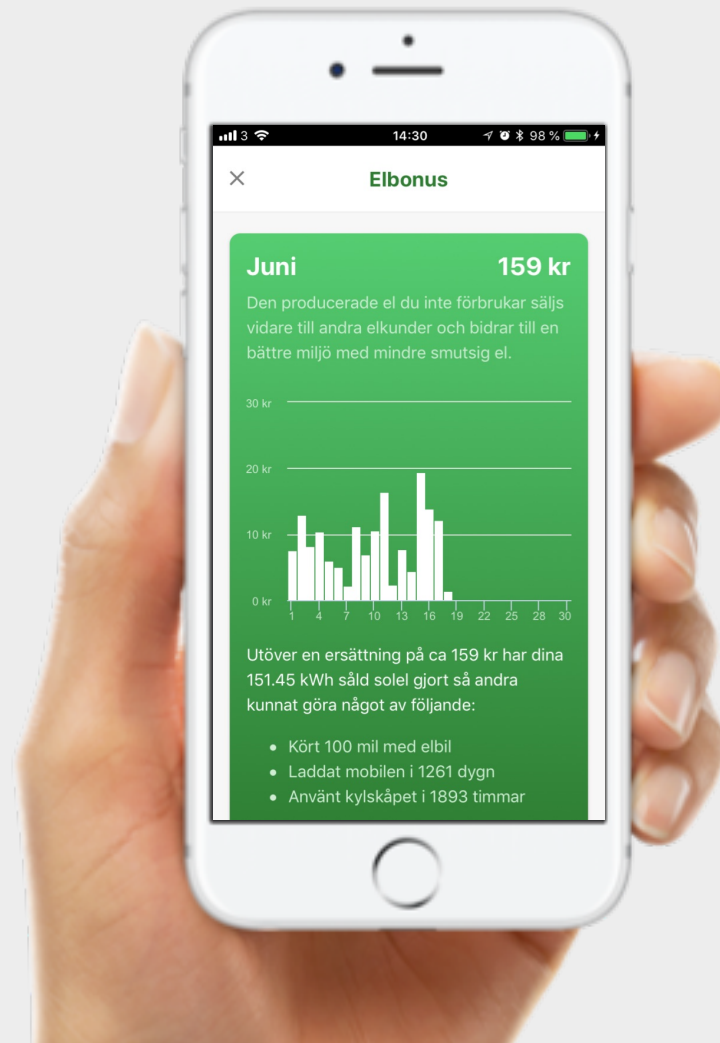 3 14:30 98 %
Elbonus
Juni 159 kr
Den producerade el du inte förbrukar säljs
vidare till andra elkunder och bidrar till en
bättre miljö med mindre smutsig el.
30 kr
20 kr
10 kr
0 kr
1 4 7 10 13 16 19 22 25 28 30
Utöver en ersättning på ca 159 kr har dina
151.45 kWh såld solel gjort så andra
kunnat göra något av följande:
• Kört 100 mil med elbil
• Laddat mobilen i 1261 dygn
• Använt kylskåpet i 1893 timmar